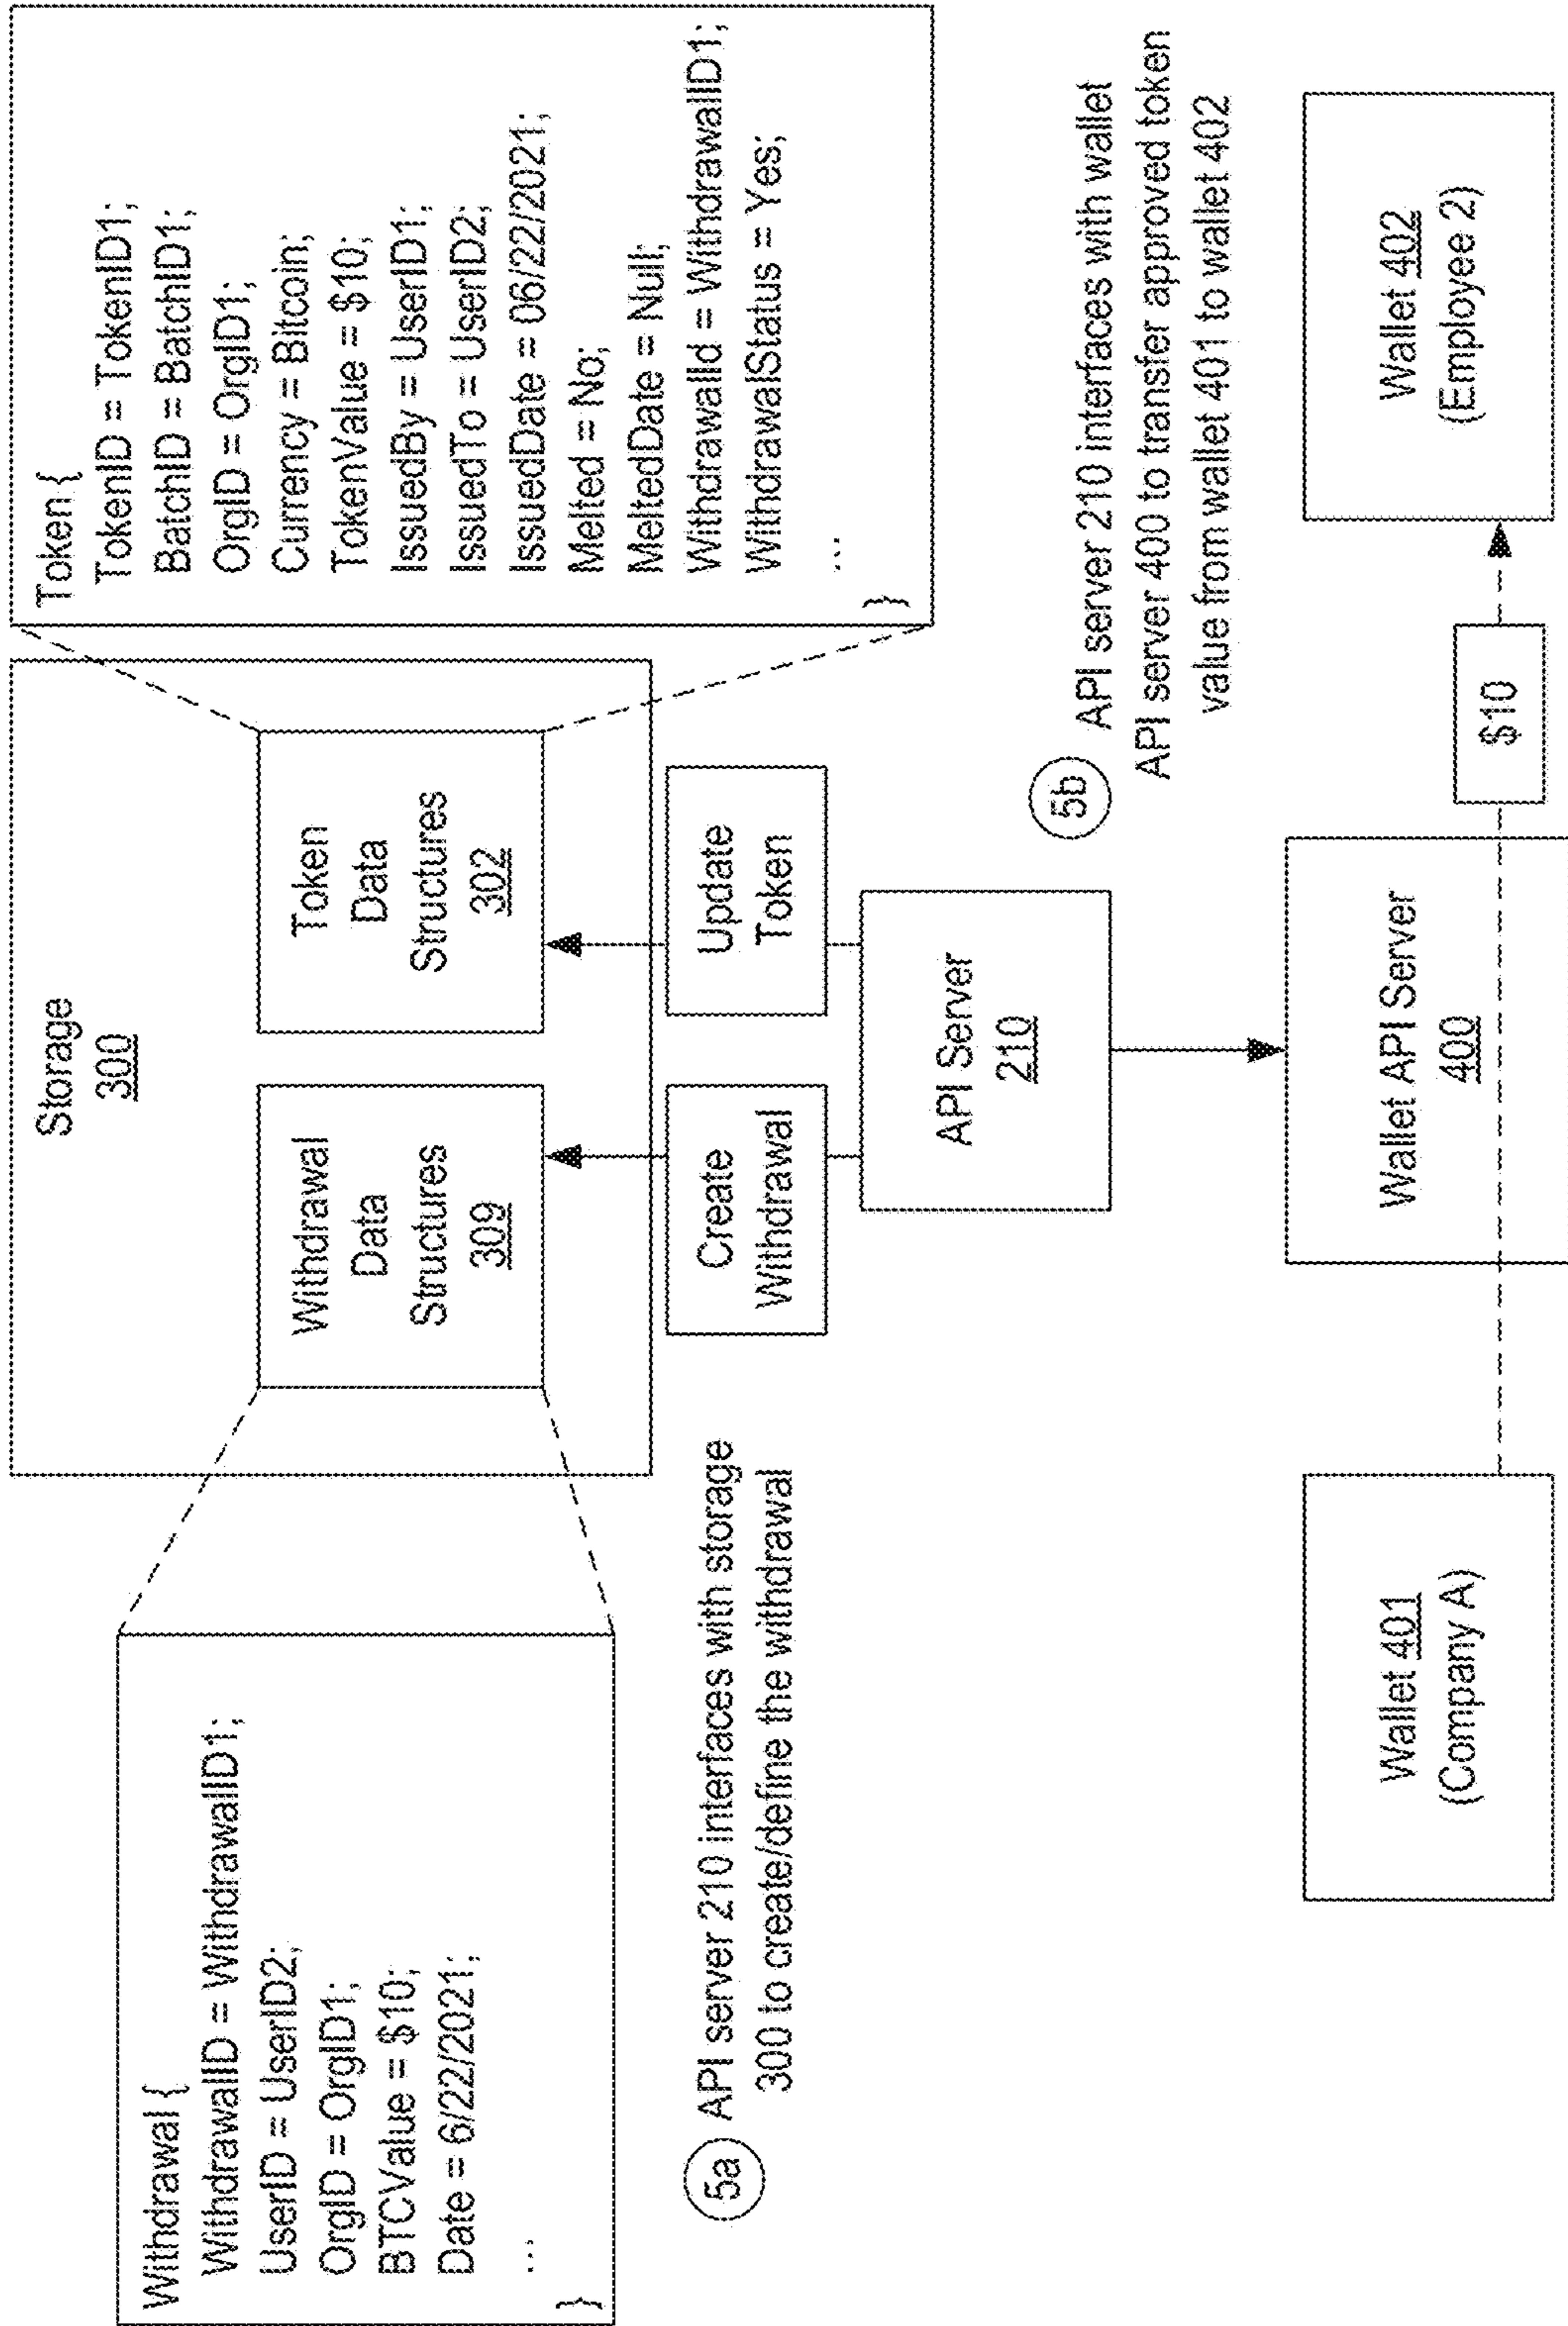 Withdrawal {
WithdrawalID = WithdrawalID1;
UserID = UserID2;
OrgID = OrgID1;
BTCValue = $10;
Date = 6/22/2021;
...
}
Storage
300
Withdrawal
Data
Structures
309
Token
Data
Structures
302
Token {
TokenID = TokenID1;
BatchID = BatchID1;
OrgID = OrgID1;
Currency = Bitcoin;
TokenValue = $10;
IssuedBy = UserID1;
IssuedTo = UserID2;
IssuedDate = 06/22/2021;
Melted = No;
MeltedDate = Null;
WithdrawalId = WithdrawalID1;
WithdrawalStatus = Yes;
...
}
5a API server 210 interfaces with storage
300 to create/define the withdrawal
Create
Withdrawal
Update
Token
API Server
210
5b API server 210 interfaces with wallet
API server 400 to transfer approved token
value from wallet 401 to wallet 402
Wallet 401
(Company A)
Wallet API Server
400
$10
Wallet 402
(Employee 2)